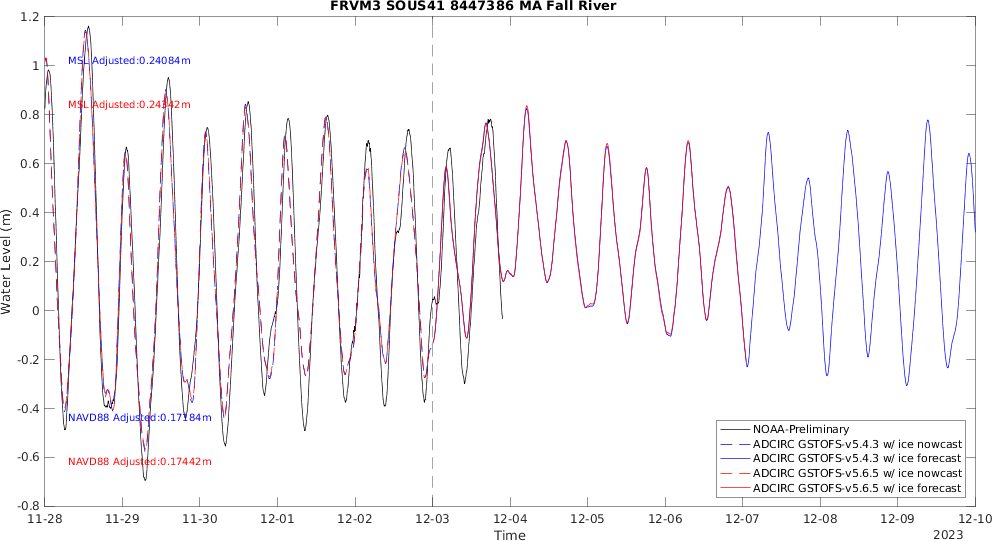 FRVM3 SOUS41 8447386 MA Fall River
1.2
1
0.8
0.6
0.4
0.2
0
-0.2
-0.4
-0.6
-0.8
Water Level (m)
MSL Adjusted:0.24084m
MSL Adjusted:0.24342m
NAVD88 Adjusted:0.17184m
NAVD88 Adjusted:0.17442m
NOAA-Preliminary
ADCIRC GSTOFS-v5.4.3 w/ ice nowcast
ADCIRC GSTOFS-v5.4.3 w/ ice forecast
ADCIRC GSTOFS-v5.6.5 w/ ice nowcast
ADCIRC GSTOFS-v5.6.5 w/ ice forecast
11-28 11-29 11-30 12-01 12-02 12-03 12-04 12-05 12-06 12-07 12-08 12-09 12-10
Time
2023